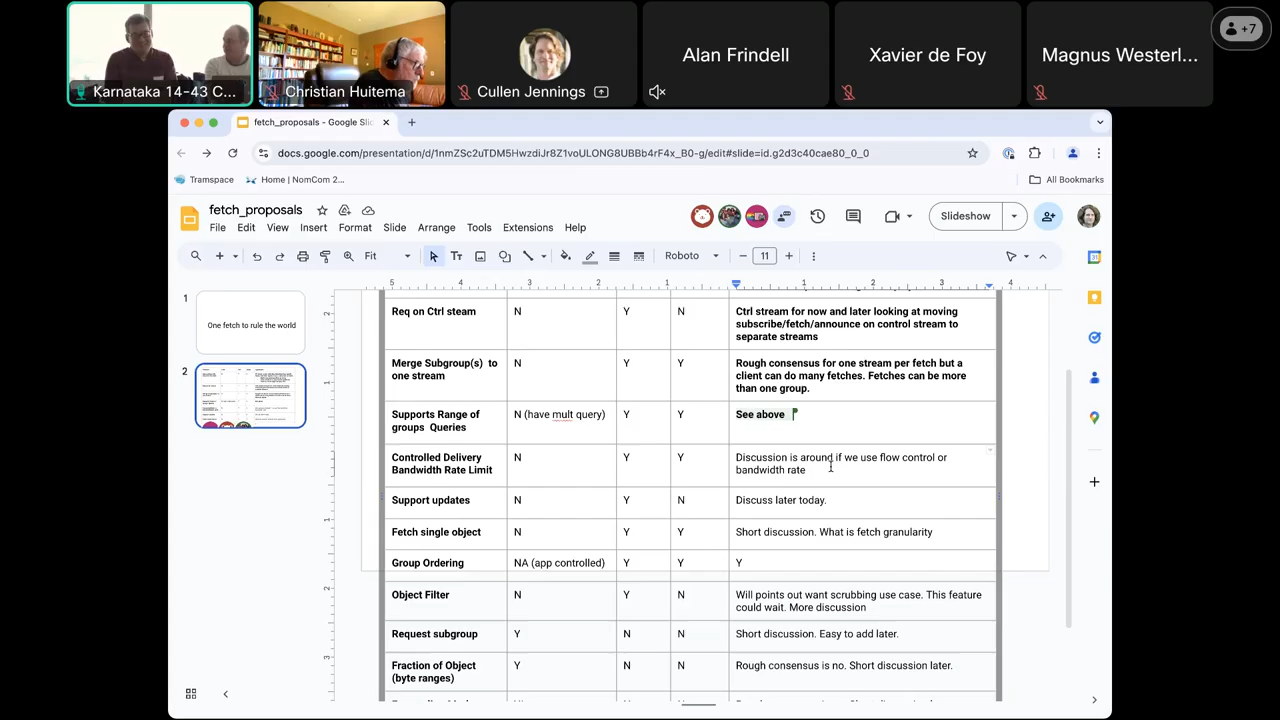 Karnataka 14-43 C...
Christian Huitema
Cullen Jennings
Alan Frindell
Xavier de Foy
Magnus Westerl...
+7
fetch_proposals - Google Sli
docs.google.com/presentation/d/1nmZSc2uTDM5HwzdiJr8Z1voULONG8UBBb4rF4x_B0-g/edit#slide=id.g2d3c40cae80_0_0
Tramspace
Home | NomCom 2...
All Bookmarks
fetch_proposals
File Edit View Insert Format Slide Arrange Tools Extensions Help
Slideshow
Fit
Roboto
11
5 3 2 1 1 2 3 4
1
One fetch to rule the world
2
Req on Ctrl steam N Y N Ctrl stream for now and later looking at moving
subscribe/fetch/announce on control stream to
separate streams
Merge Subgroup(s) to
one stream
N Y Y Rough consensus for one stream per fetch but a
client can do many fetches. Fetches can be more
than one group.
Supports Range of
groups Queries
N (have mult query) Y Y See above
Controlled Delivery
Bandwidth Rate Limit
N Y Y Discussion is around if we use flow control or
bandwidth rate
Support updates N Y N Discuss later today.
Fetch single object N Y Y Short discussion. What is fetch granularity
Group Ordering NA (app controlled) Y Y Y
Object Filter N Y N Will points out want scrubbing use case. This feature
could wait. More discussion
Request subgroup Y N N Short discussion. Easy to add later.
Fraction of Object
(byte ranges)
Y N N Rough consensus is no. Short discussion later.